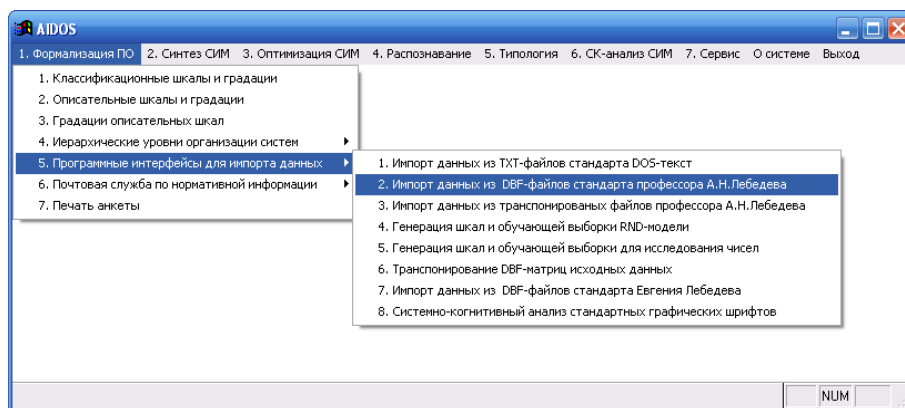 AIDOS
1. Формализация ПО 2. Синтез СИМ 3. Оптимизация СИМ 4. Распознавание 5. Типология 6. СК-анализ СИМ 7. Сервис О системе Выход
1. Классификационные шкалы и градации
2. Описательные шкалы и градации
3. Градации описательных шкал
4. Иерархические уровни организации систем
5. Программные интерфейсы для импорта данных
6. Почтовая служба по нормативной информации
7. Печать анкеты
1. Импорт данных из TXT-файлов стандарта DOS-текст
2. Импорт данных из DBF-файлов стандарта профессора А.Н.Лебедева
3. Импорт данных из транспонированых файлов профессора А.Н.Лебедева
4. Генерация шкал и обучающей выборки RND-модели
5. Генерация шкал и обучающей выборки для исследования чисел
6. Транспонирование DBF-матриц исходных данных
7. Импорт данных из DBF-файлов стандарта Евгения Лебедева
8. Системно-когнитивный анализ стандартных графических шрифтов
NUM